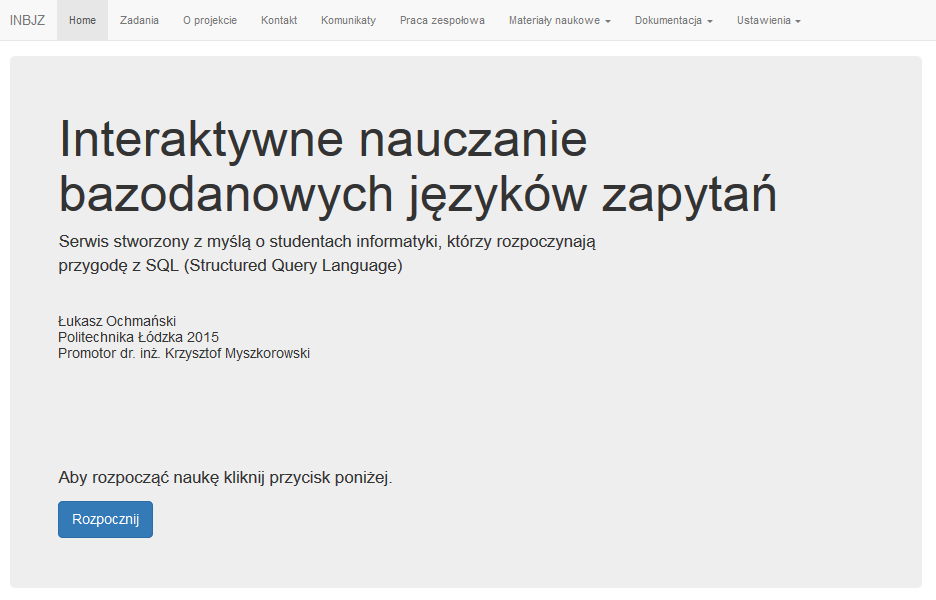 INBJZ Home Zadania O projekcie Kontakt Komunikaty Praca zespołowa Materiały naukowe Dokumentacja Ustawienia
Interaktywne nauczanie
bazodanowych języków zapytań
Serwis stworzony z myślą o studentach informatyki, którzy rozpoczynają
przygodę z SQL (Structured Query Language)
Łukasz Ochmański
Politechnika Łódzka 2015
Promotor dr. inż. Krzysztof Myszkorowski
Aby rozpocząć naukę kliknij przycisk poniżej.
Rozpocznij